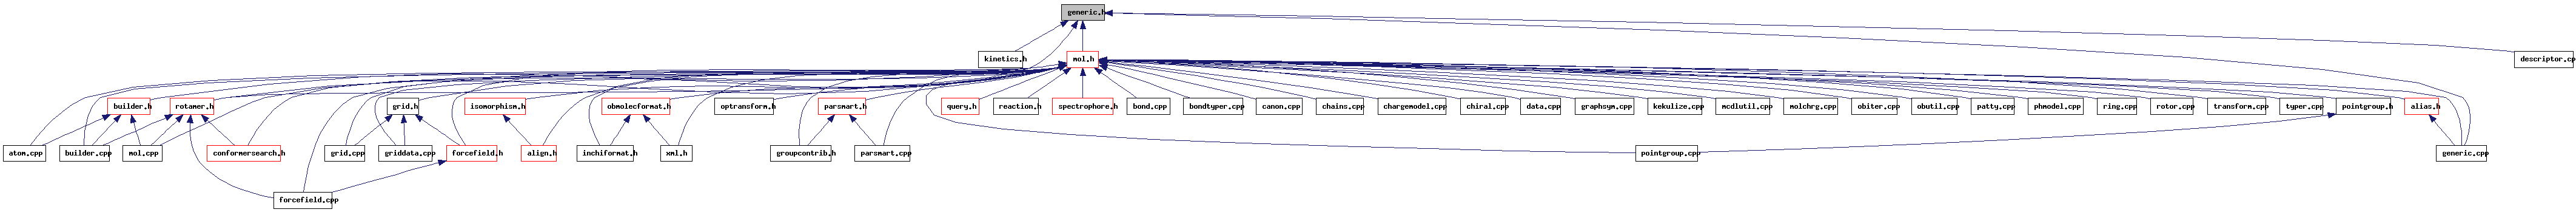 generic.h
kinetics.h
mol.h
descriptor.cp
builder.h
rotamer.h
grid.h
isomorphism.h
obmolecformat.h
optransform.h
parsmart.h
query.h
reaction.h
spectrophore.h
bond.cpp
bondtyper.cpp
canon.cpp
chains.cpp
chargemodel.cpp
chiral.cpp
data.cpp
graphsym.cpp
kekulize.cpp
mcdlutil.cpp
molchrg.cpp
obiter.cpp
obutil.cpp
patty.cpp
phmodel.cpp
ring.cpp
rotor.cpp
transform.cpp
typer.cpp
pointgroup.h
alias.h
atom.cpp
builder.cpp
mol.cpp
conformersearch.h
grid.cpp
griddata.cpp
forcefield.h
align.h
inchiformat.h
xml.h
groupcontrib.h
parsmart.cpp
pointgroup.cpp
generic.cpp
forcefield.cpp